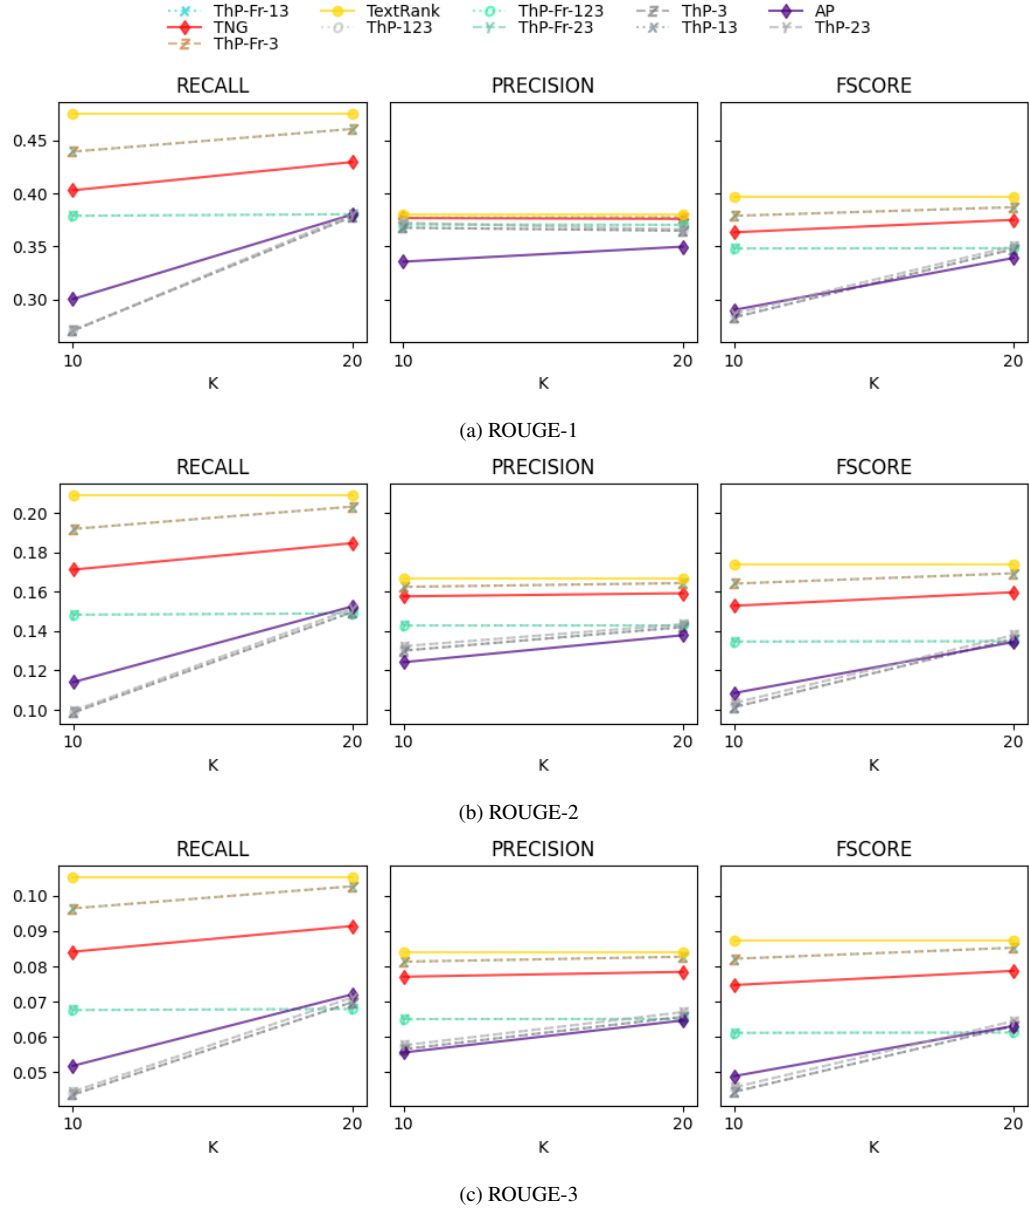 ThP-Fr-13 TextRank ThP-Fr-123 ThP-3 AP
TNG ThP-123 ThP-Fr-23 ThP-13 ThP-23
ThP-Fr-3
RECALL PRECISION FSCORE
0.45
0.40
0.35
0.30
10 20 10 20 10 20
K K K
(a) ROUGE-1
RECALL PRECISION FSCORE
0.20
0.18
0.16
0.14
0.12
0.10
10 20 10 20 10 20
K K K
(b) ROUGE-2
RECALL PRECISION FSCORE
0.10
0.09
0.08
0.07
0.06
0.05
10 20 10 20 10 20
K K K
(c) ROUGE-3